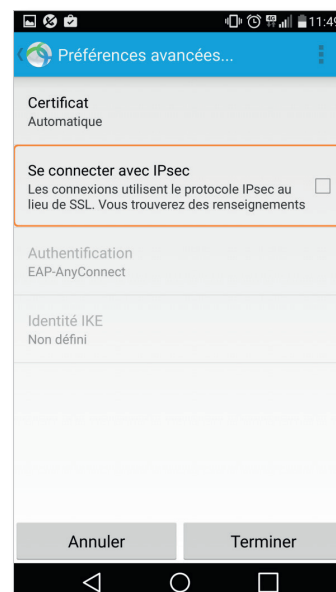 11:49
Préférences avancées...
Certificat
Automatique
Se connecter avec IPsec
Les connexions utilisent le protocole IPsec au
lieu de SSL. Vous trouverez des renseignements
Authentification
EAP-AnyConnect
Identité IKE
Non défini
Annuler Terminer